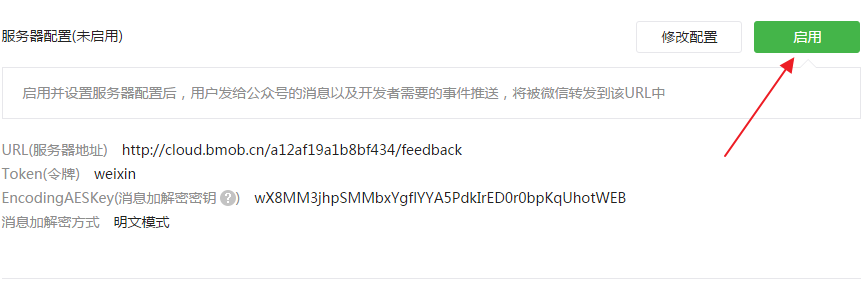 服务器配置(未启用)
修改配置
启用
启用并设置服务器配置后，用户发给公众号的消息以及开发者需要的事件推送，将被微信转发到该URL中
URL(服务器地址) http://cloud.bmob.cn/a12af19a1b8bf434/feedback
Token(令牌) weixin
EncodingAESKey(消息加解密密钥 ?) wX8MM3jhpSMMbxYgflYYA5PdkIrED0r0bpKqUhotWEB
消息加解密方式 明文模式